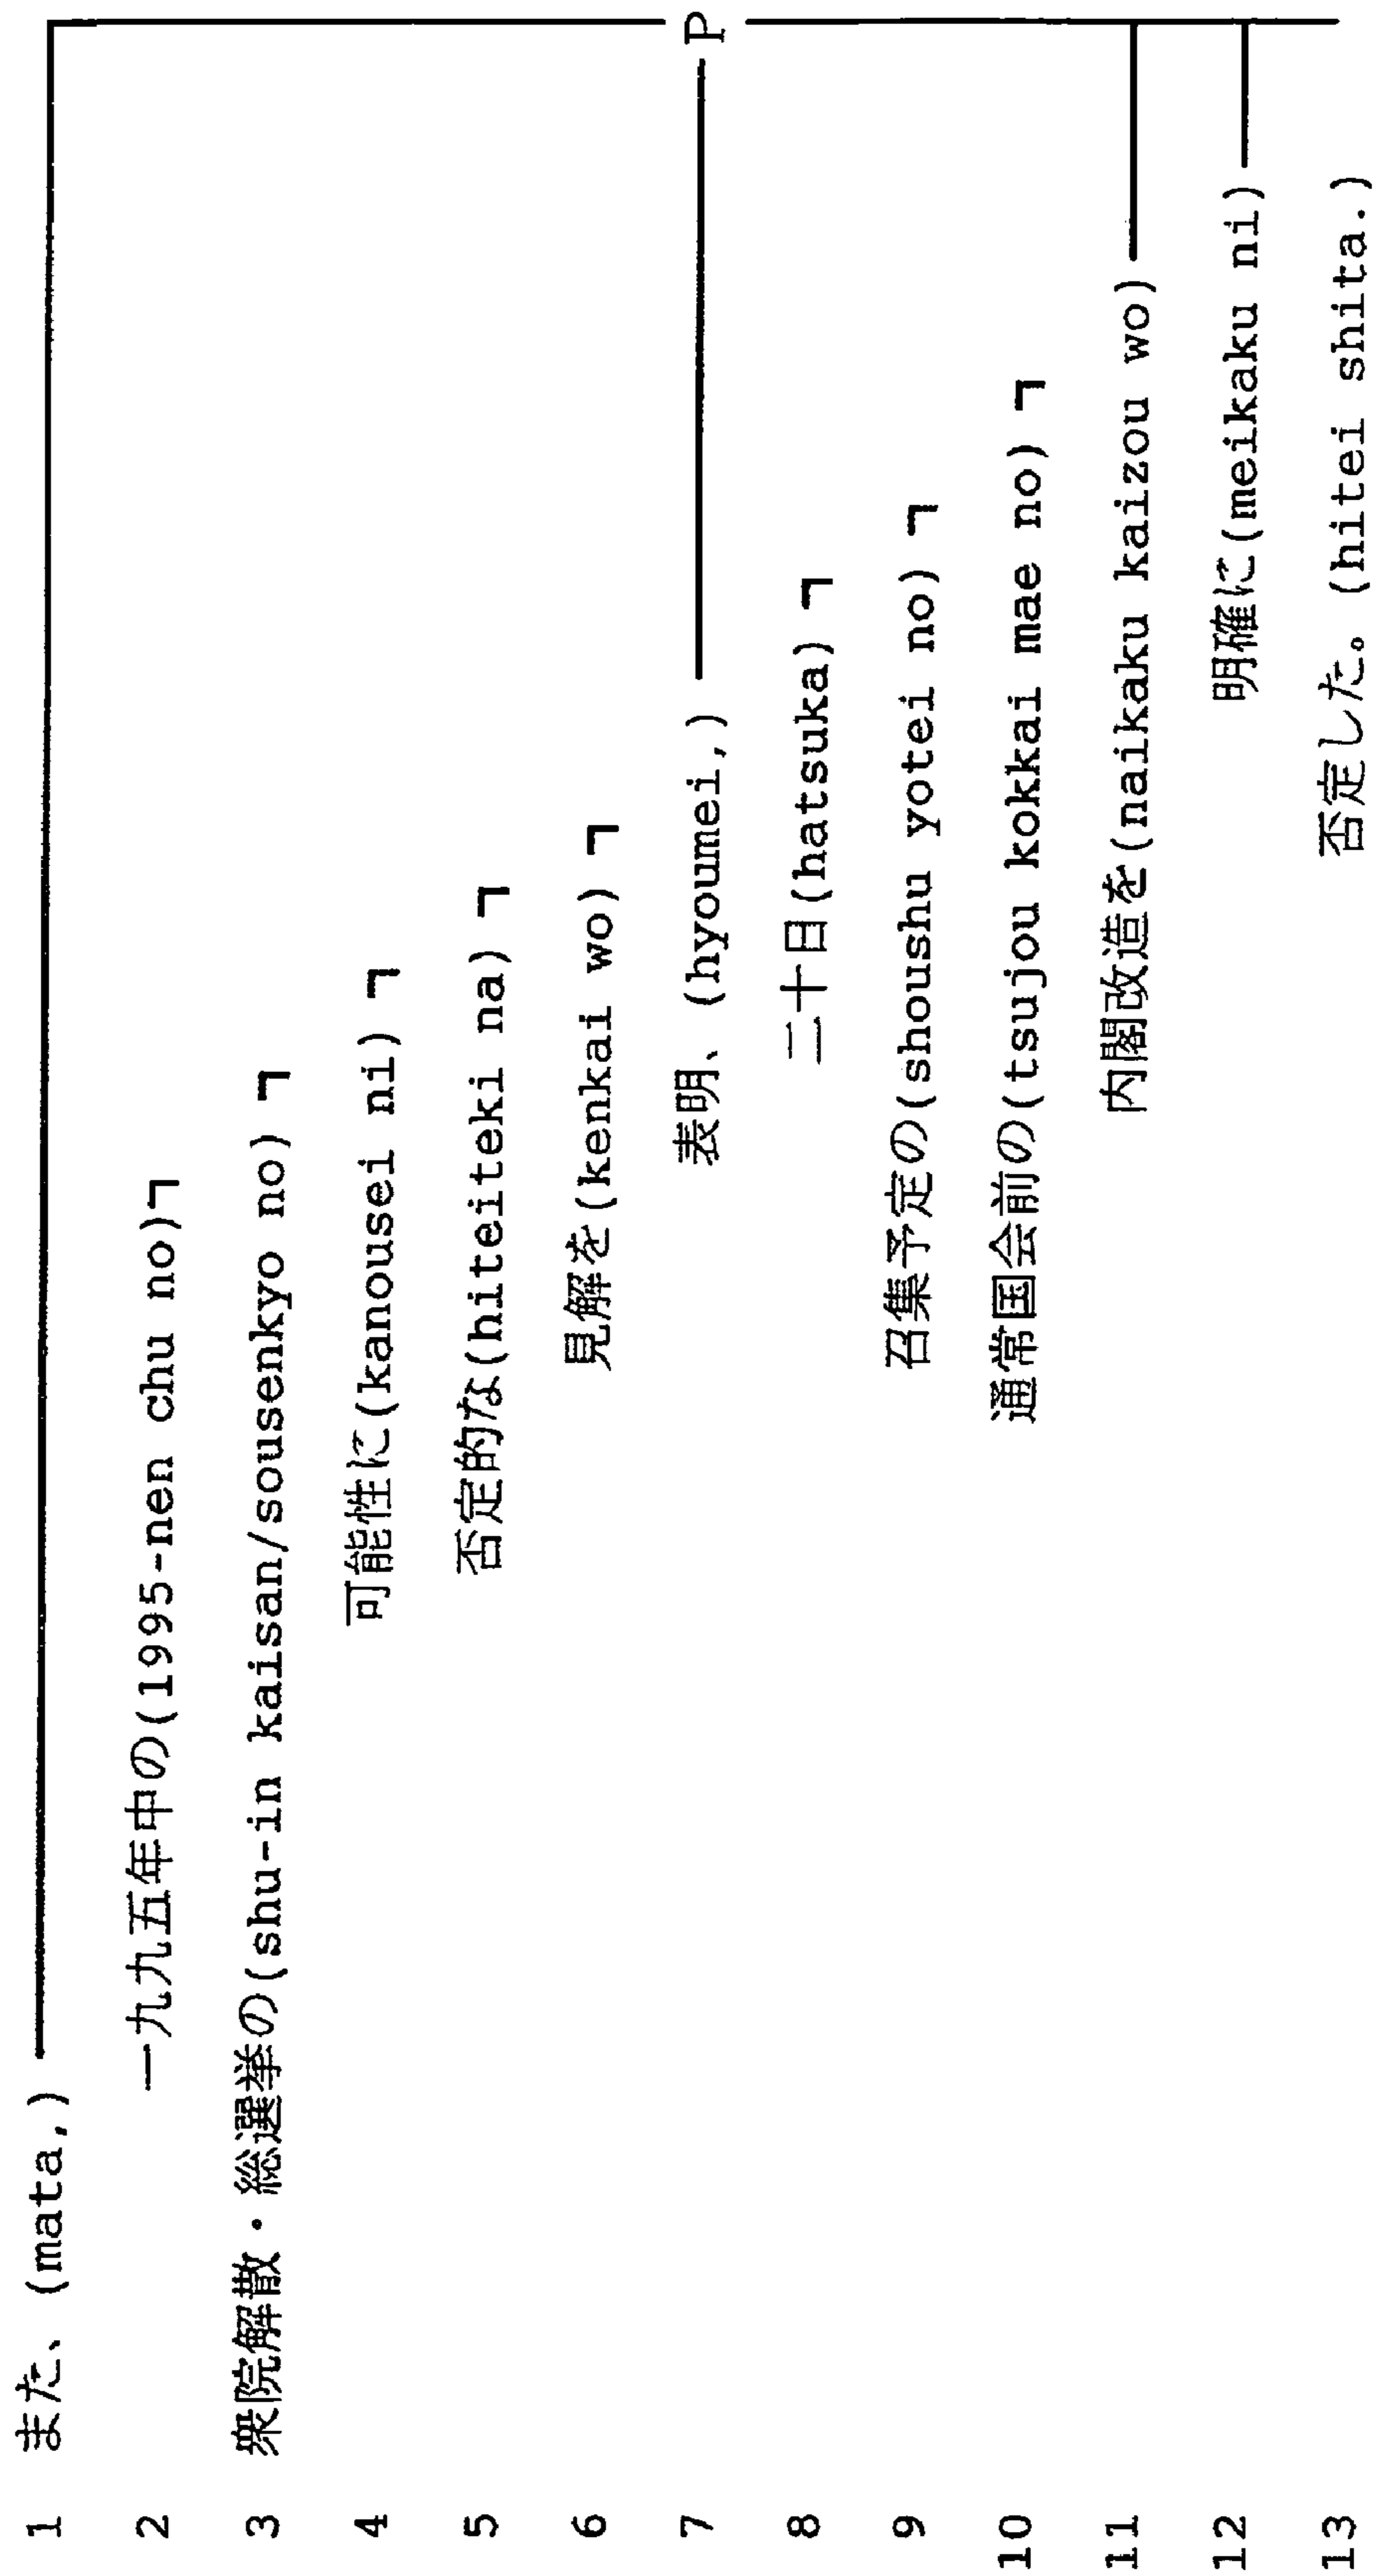 1 また、(mata,)
2 一九九五年中の(1995-nen chu no)
3 衆院解散・総選挙の(shu-in kaisan/sousenkyo no)
4 可能性に(kanousei ni)
5 否定的な(hiteiteki na)
6 見解を(kenkai wo)
7 表明、(hyoumei,) P
8 二十日(hatsuka)
9 召集予定の(shoushu yotei no)
10 通常国会前の(tsujou kokkai mae no)
11 内閣改造を(naikaku kaizou wo)
12 明確に(meikaku ni)
13 否定した。(hitei shita.)